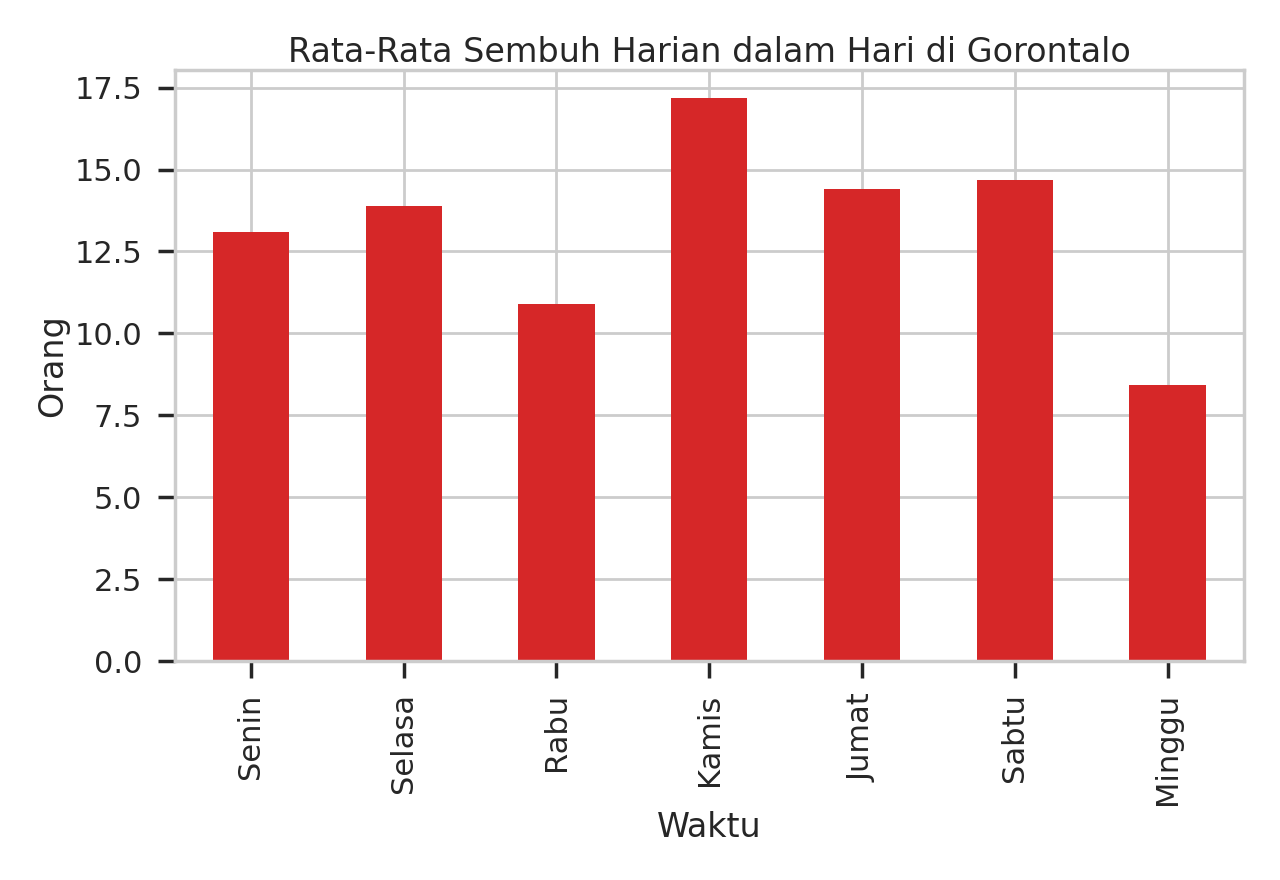 Rata-Rata Sembuh Harian dalam Hari di Gorontalo
17.5
15.0
12.5
10.0
7.5
5.0
2.5
0.0
Orang
Senin
Selasa
Rabu
Kamis
Jumat
Sabtu
Minggu
Waktu